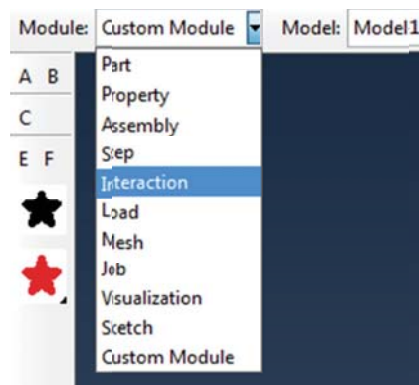 Module: Custom Module Model: Model1
A B
C
E F
Part
Property
Assembly
Step
Interaction
Load
Mesh
Job
Visualization
Sketch
Custom Module